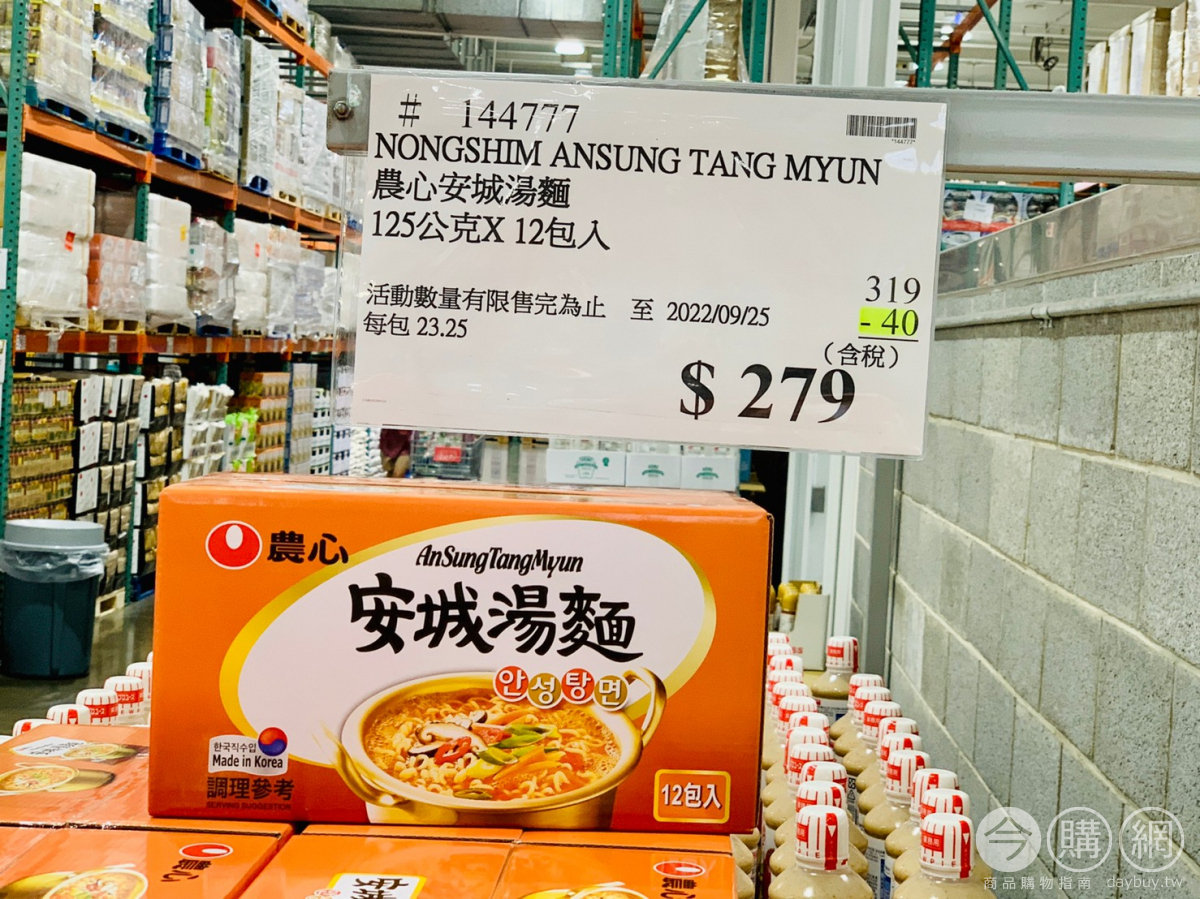 # 144777
*144777*
NONGSHIM ANSUNG TANG MYUN
農心安城湯麵
125公克X 12包入
319
活動數量有限售完為止 至 2022/09/25
- 40
每包 23.25
(含稅)
$ 279
農心
AnSungTangMyun
安城湯麵
안성탕면
한국직수입
Made in Korea
調理參考
SERVING SUGGESTION
12包入
今購網
商品購物指南 daybuy.tw